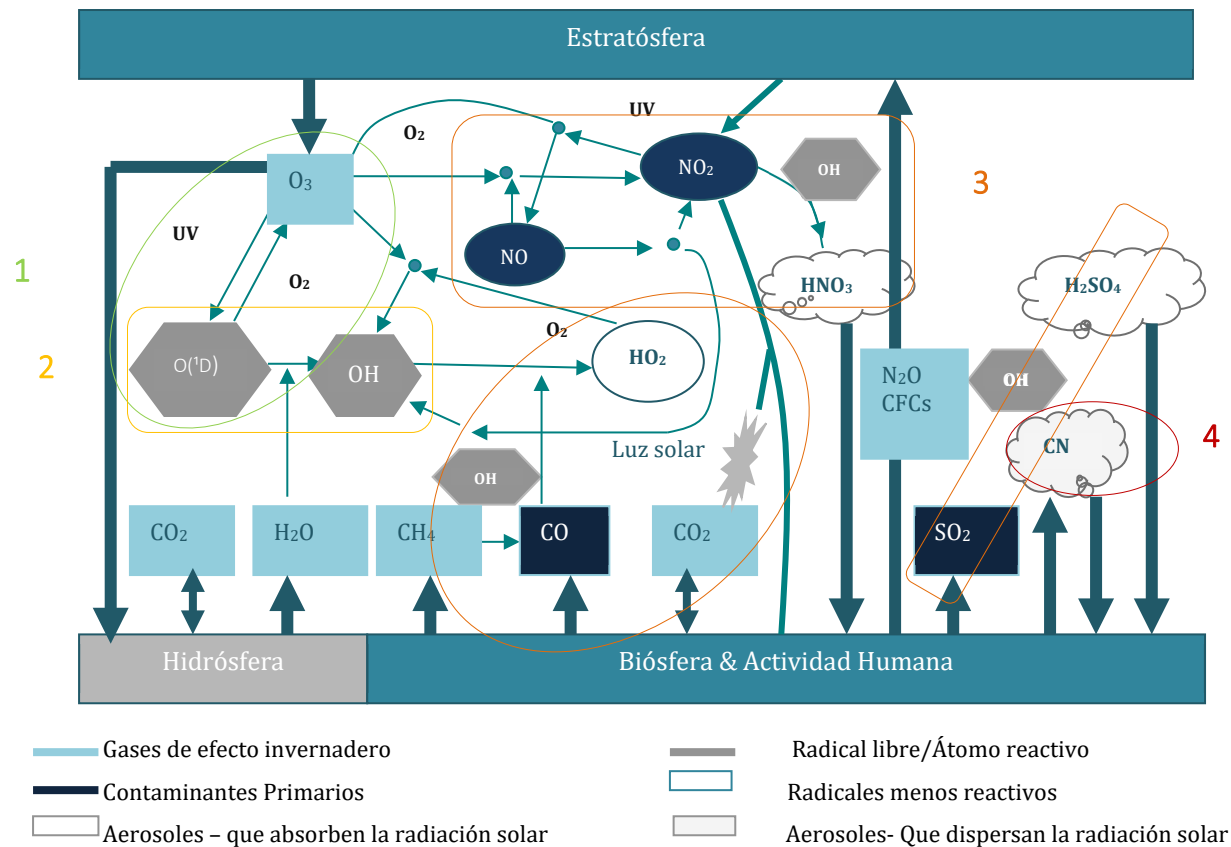 Estratósfera
UV
O₂
O₃
NO₂
OH
3
UV
NO
1
O₂
HNO₃
H₂SO₄
O₂
2
O(¹D)
OH
HO₂
N₂O
CFCs
OH
Luz solar
CN
4
OH
CO₂
H₂O
CH₄
CO
CO₂
SO₂
Hidrósfera
Biósfera & Actividad Humana
Gases de efecto invernadero
Radical libre/Átomo reactivo
Contaminantes Primarios
Radicales menos reactivos
Aerosoles – que absorben la radiación solar
Aerosoles- Que dispersan la radiación solar